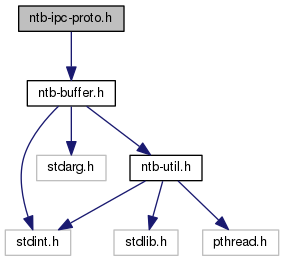 ntb-ipc-proto.h
ntb-buffer.h
stdarg.h
ntb-util.h
stdint.h
stdlib.h
pthread.h